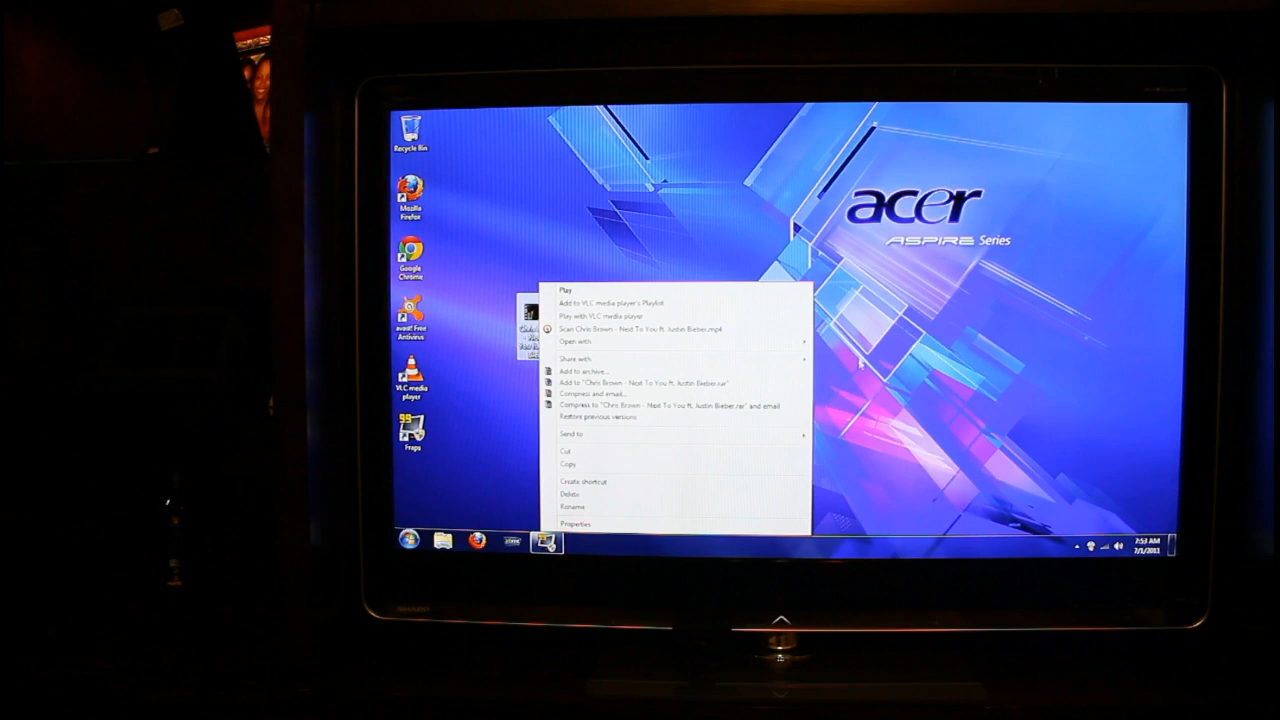 Recycle Bin
Mozilla
Firefox
Google
Chrome
avast! Free
Antivirus
VLC media
player
99
Fraps
acer
ASPIRE Series
Play
Add to VLC media player's Playlist
Play with VLC media player
Scan Chris Brown - Next To You ft. Justin Bieber.mp4
Open with
Share with
Add to archive...
Add to "Chris Brown - Next To You ft. Justin Bieber.rar"
Compress and email...
Compress to "Chris Brown - Next To You ft. Justin Bieber.rar" and email
Restore previous versions
Send to
Cut
Copy
Create shortcut
Delete
Rename
Properties
7:53 AM
7/1/2011
SHARP